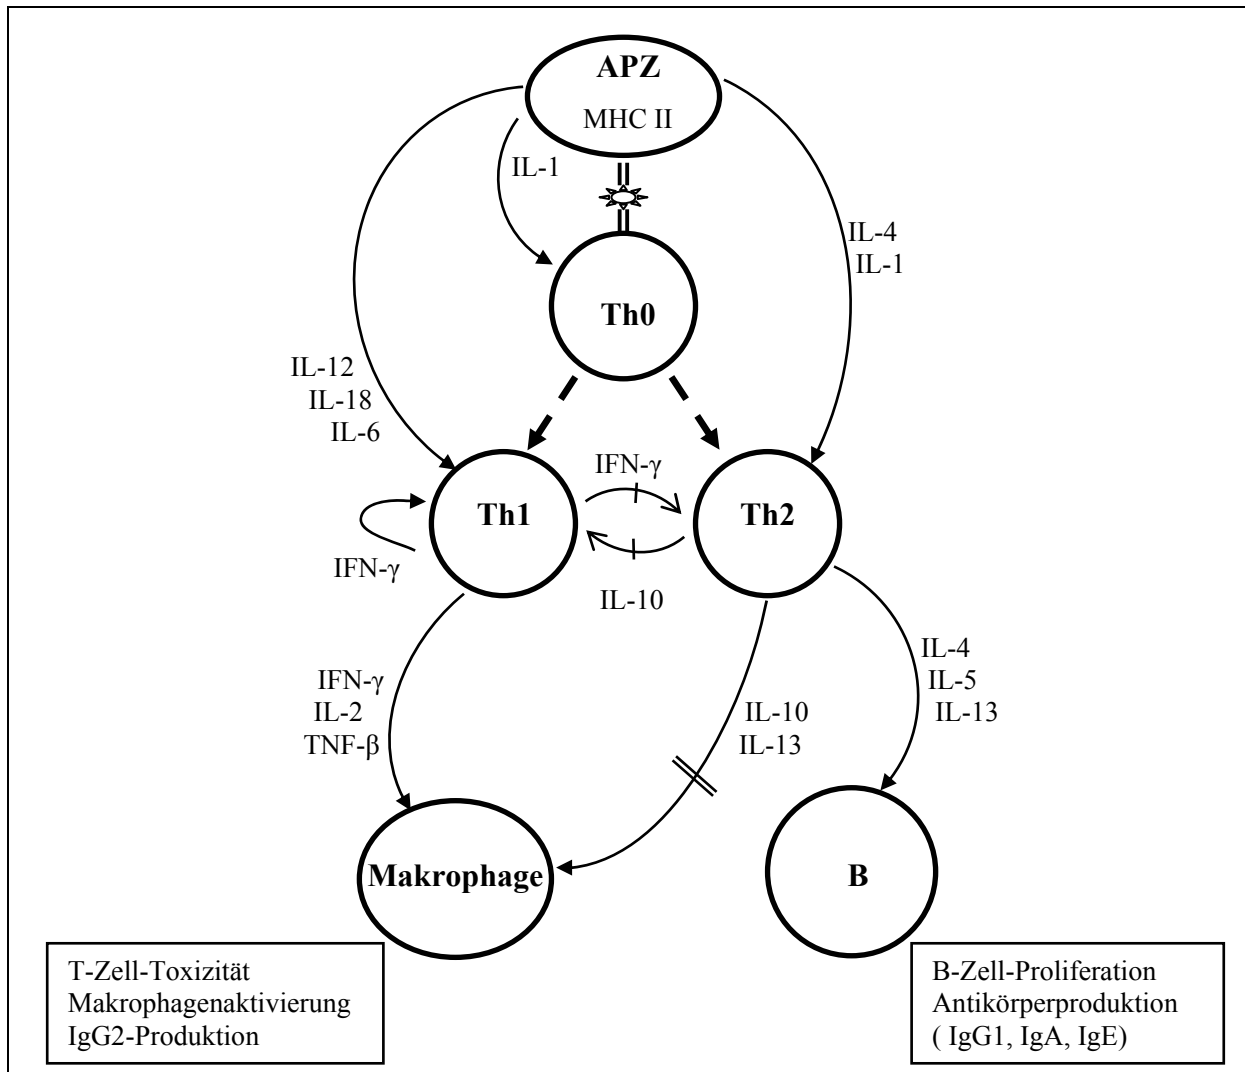 APZ
MHC II
IL-1
IL-4
IL-1
Th0
IL-12
IL-18
IL-6
IFN-γ
Th1
Th2
IFN-γ
IL-10
IL-4
IL-5
IL-13
IFN-γ
IL-2
TNF-β
IL-10
IL-13
Makrophage
B
T-Zell-Toxizität
Makrophagenaktivierung
IgG2-Produktion
B-Zell-Proliferation
Antikörperproduktion
( IgG1, IgA, IgE)